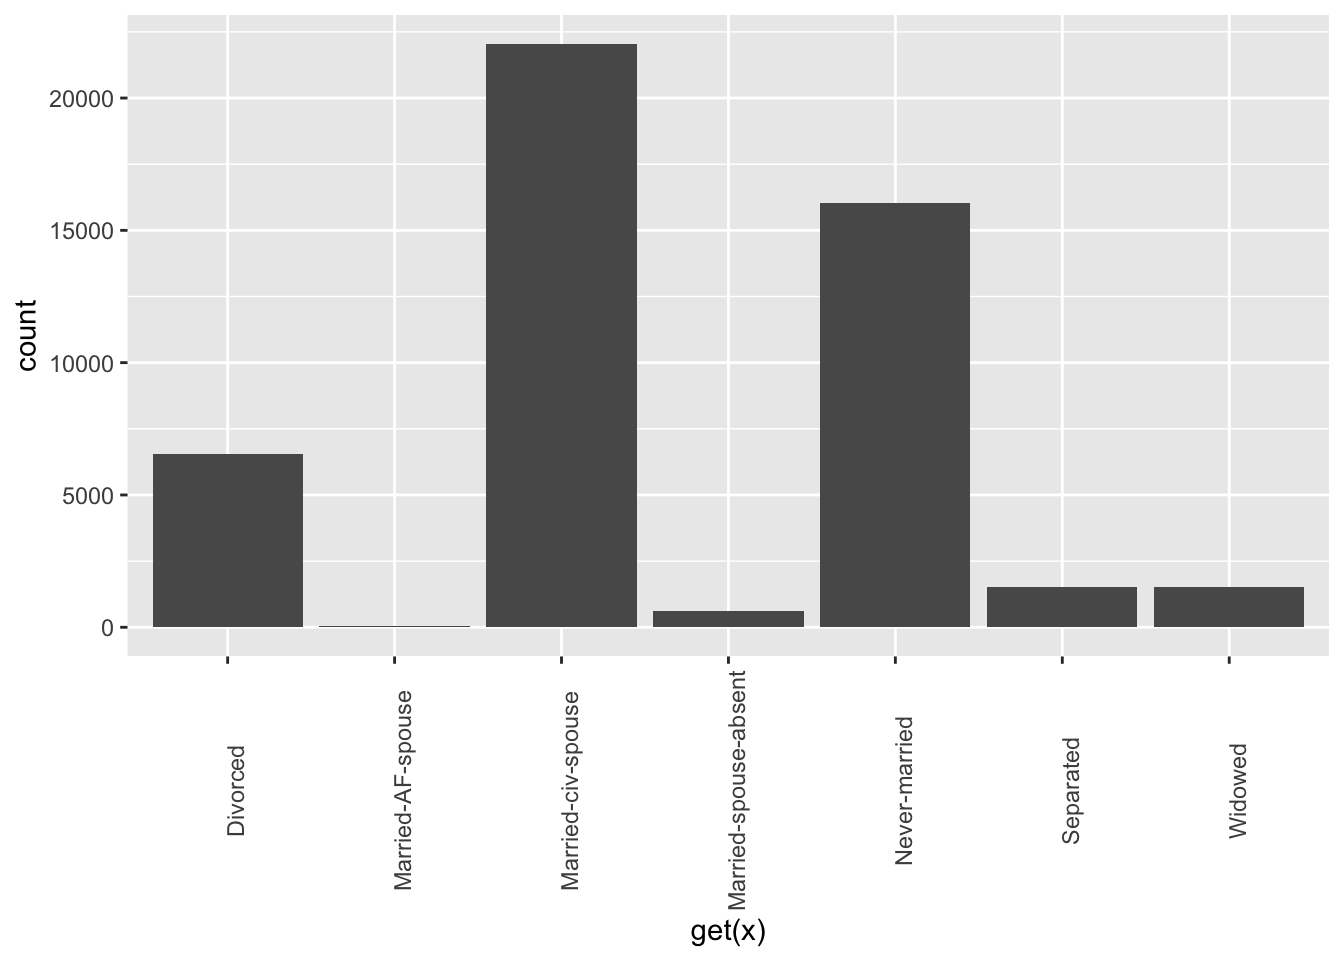 20000
15000
10000
5000
0
count
Divorced
Married-AF-spouse
Married-civ-spouse
Married-spouse-absent
Never-married
Separated
Widowed
get(x)